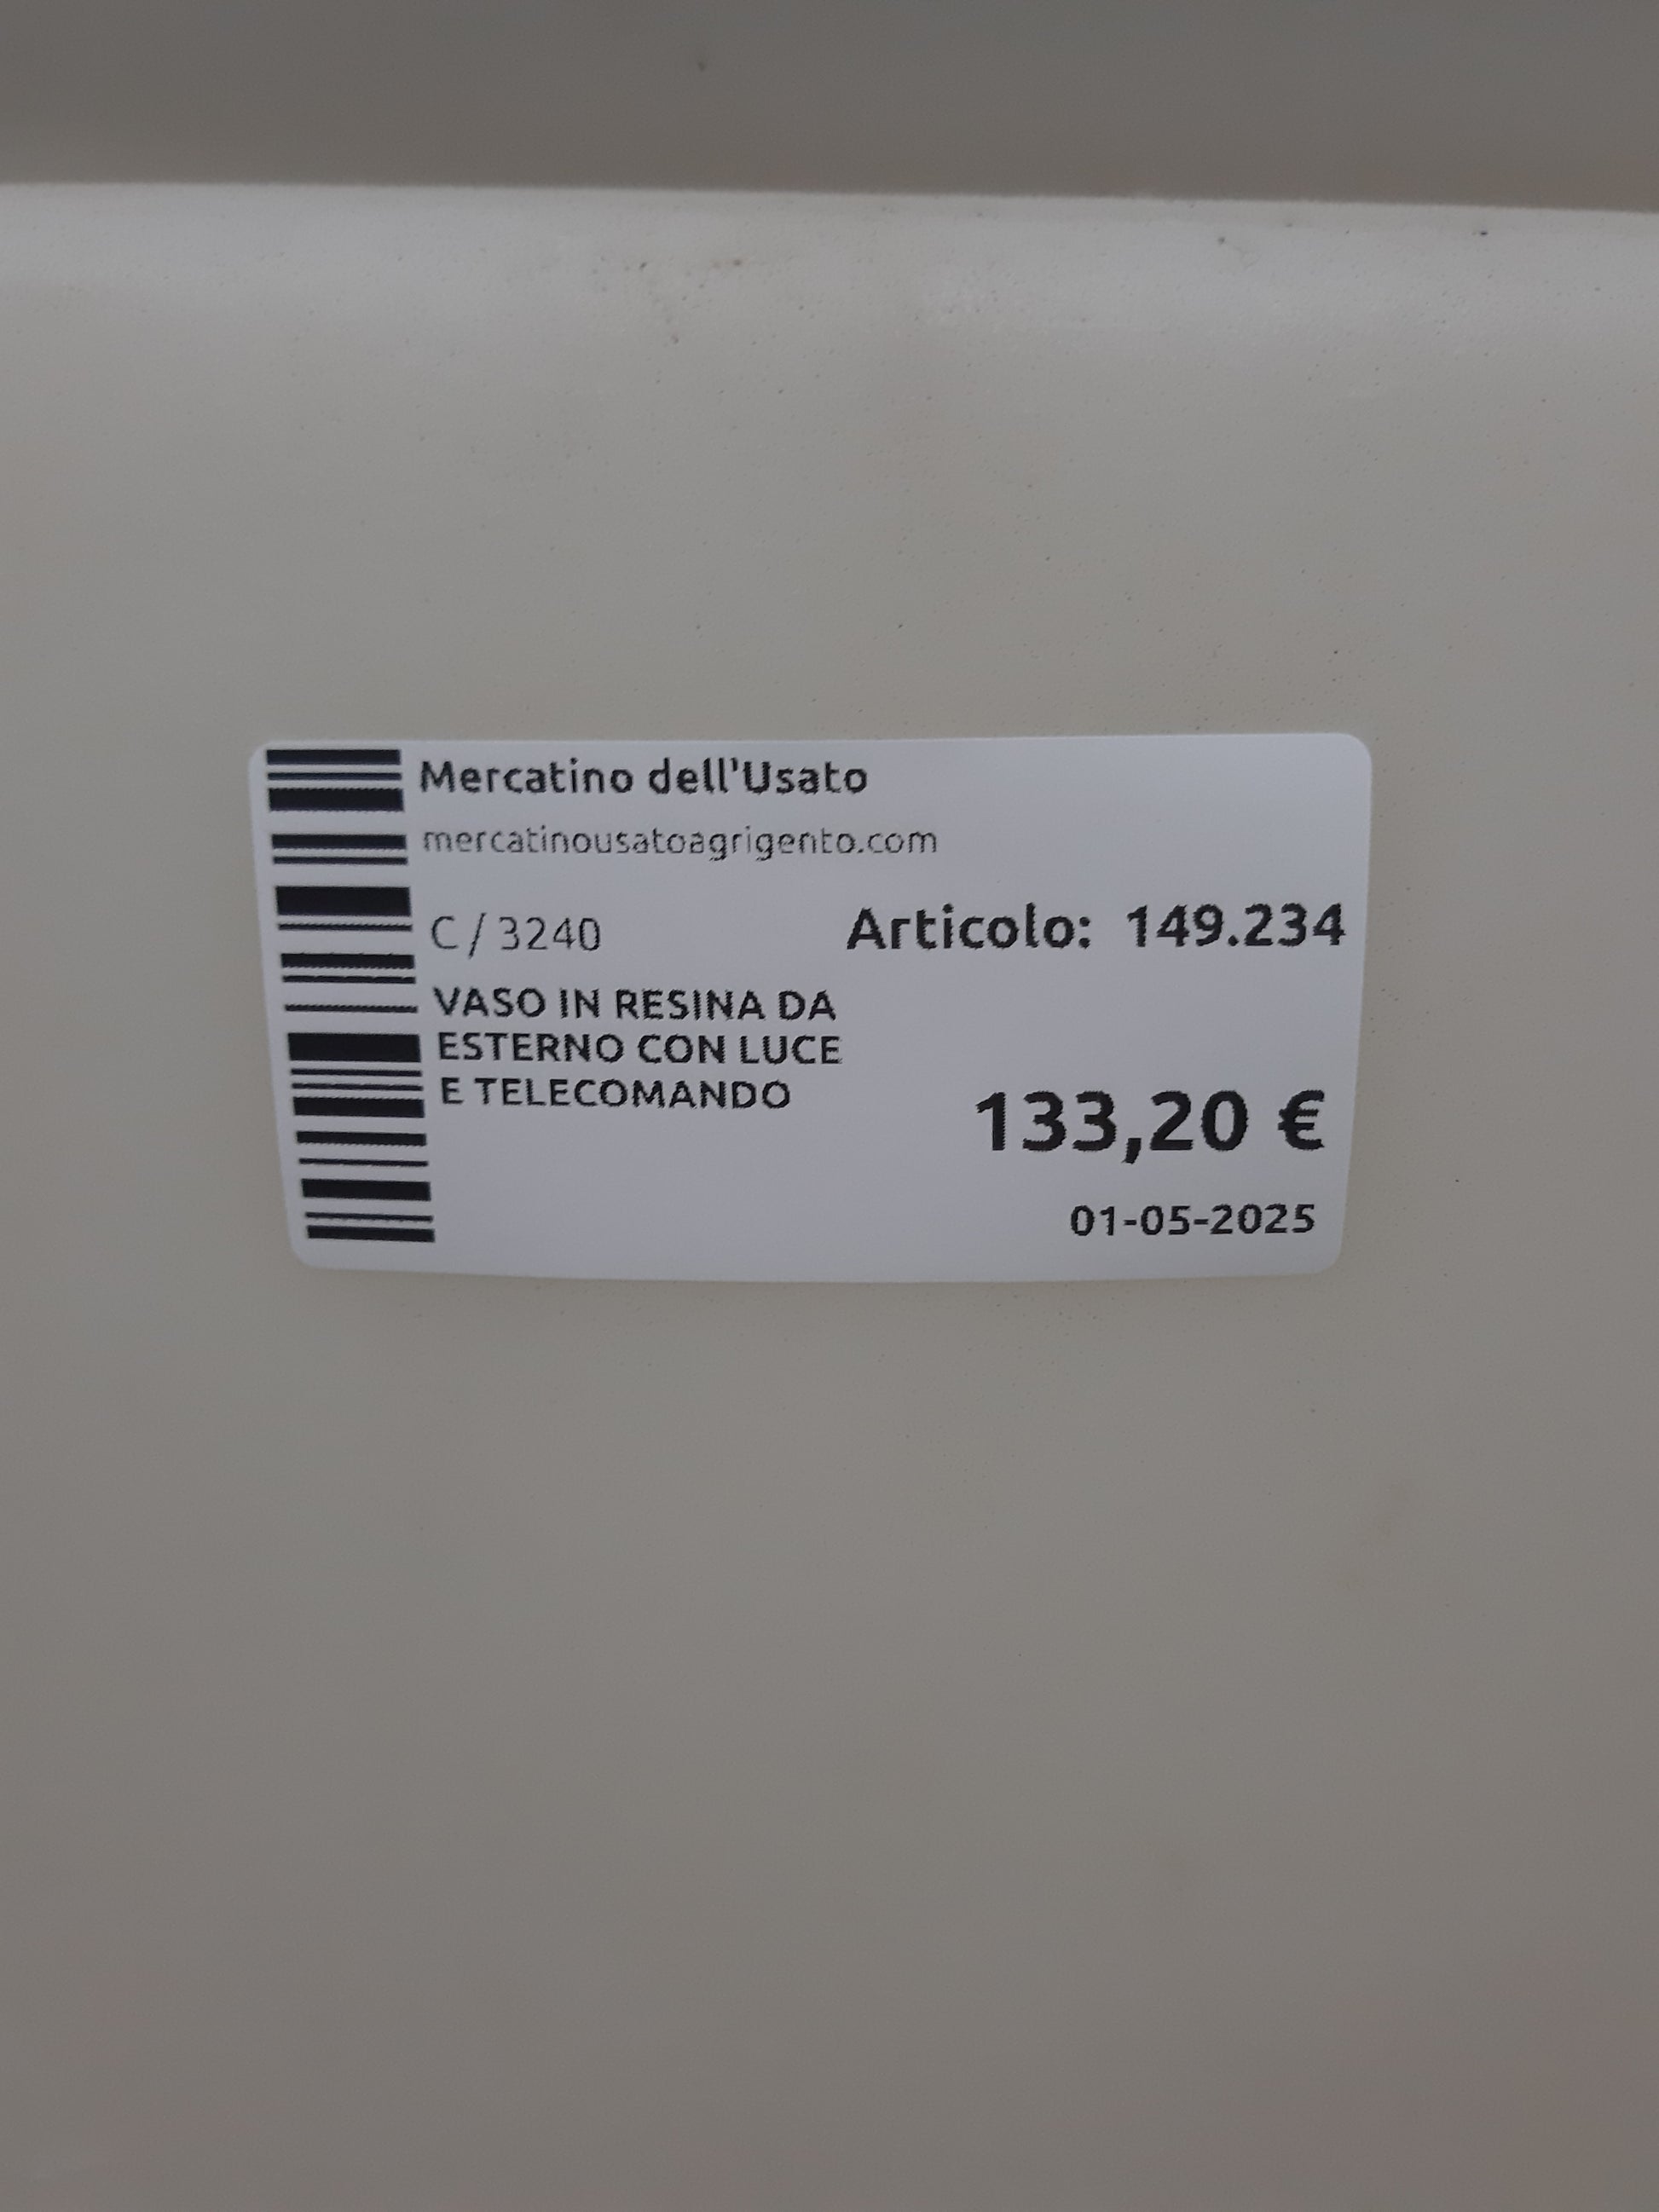 Mercatino dell'Usato
mercatinousatoagrigento.com
C / 3240
Articolo: 149.234
VASO IN RESINA DA
ESTERNO CON LUCE
E TELECOMANDO
133,20 €
01-05-2025